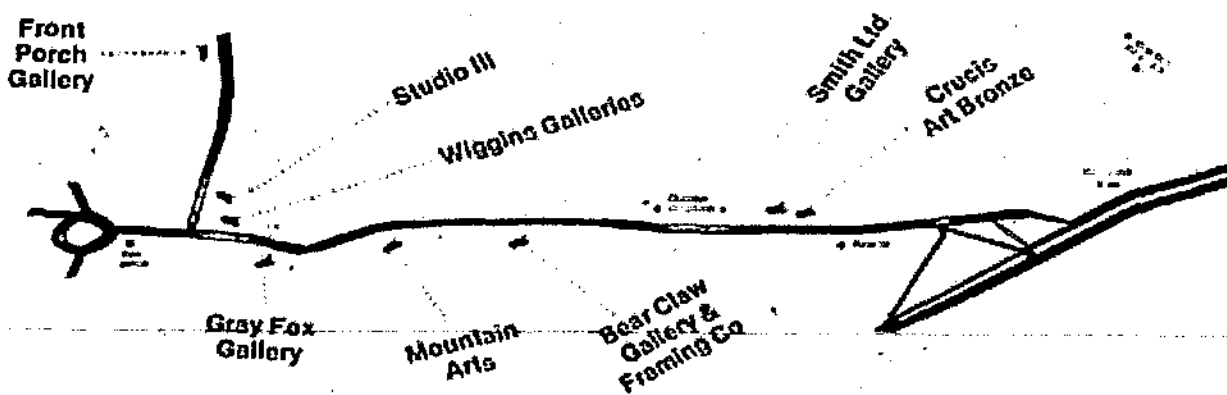 Front
Porch
Gallery
Studio III
Wiggins Galleries
Smith Ltd
Gallery
Crucis
Art Bronze
Gray Fox
Gallery
Mountain
Arts
Bear Claw
Gallery &
Framing Co